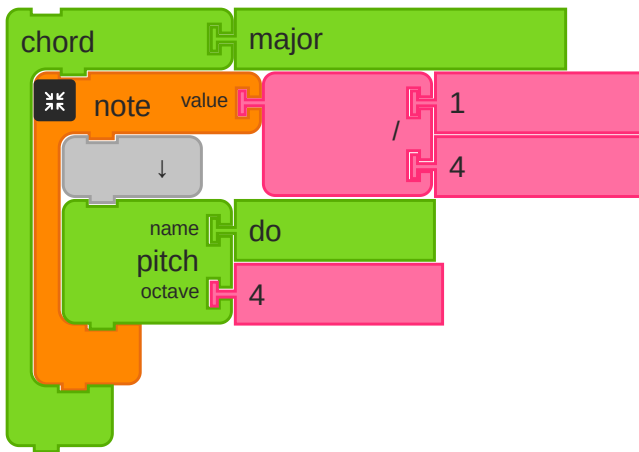 chord major
note value 1
/
4
↓
name do
pitch
octave 4